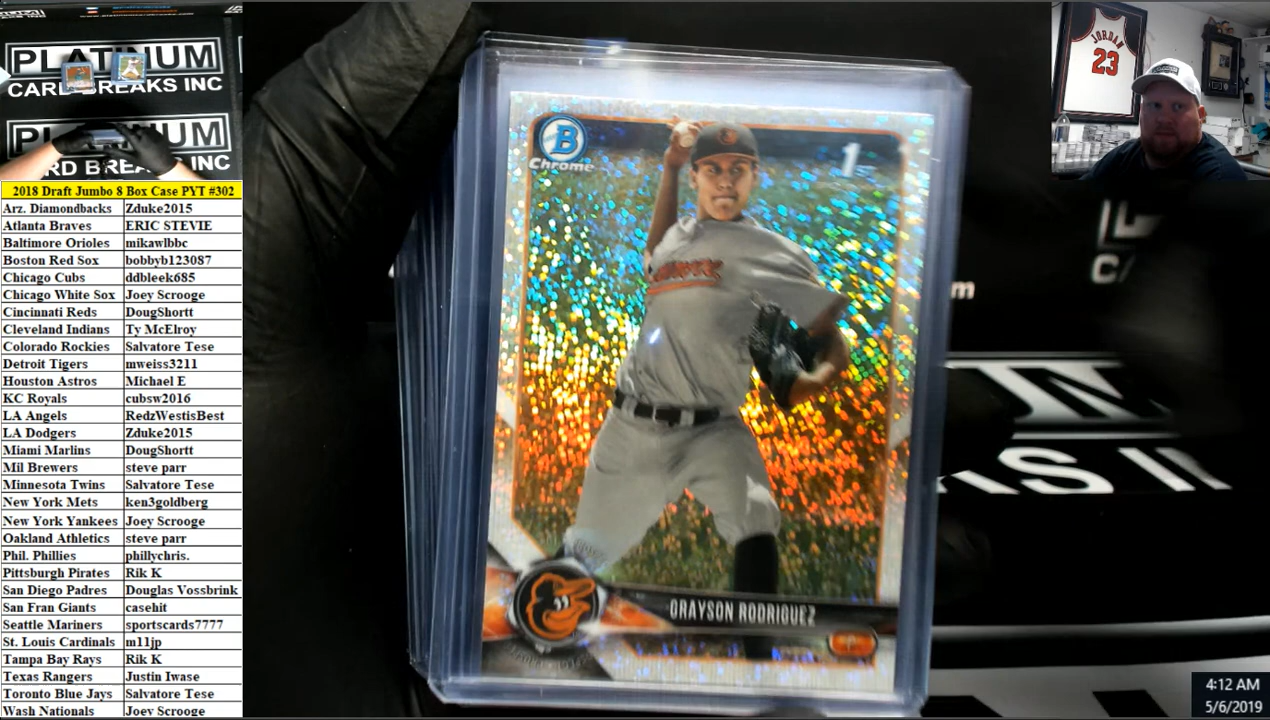 PLATINUM
CARD BREAKS INC
PLATINUM
RD BREAKS INC
2018 Draft Jumbo 8 Box Case PYT #302
Arz. Diamondbacks Zduke2015
Atlanta Braves ERIC STEVIE
Baltimore Orioles mikawlbbc
Boston Red Sox bobbyb123087
Chicago Cubs ddbleek685
Chicago White Sox Joey Scrooge
Cincinnati Reds DougShortt
Cleveland Indians Ty McElroy
Colorado Rockies Salvatore Tese
Detroit Tigers mweiss3211
Houston Astros Michael E
KC Royals cubsw2016
LA Angels RedzWestisBest
LA Dodgers Zduke2015
Miami Marlins DougShortt
Mil Brewers steve parr
Minnesota Twins Salvatore Tese
New York Mets ken3goldberg
New York Yankees Joey Scrooge
Oakland Athletics steve parr
Phil. Phillies phillychris.
Pittsburgh Pirates Rik K
San Diego Padres Douglas Vossbrink
San Fran Giants casehit
Seattle Mariners sportscards7777
St. Louis Cardinals m11jp
Tampa Bay Rays Rik K
Texas Rangers Justin Iwase
Toronto Blue Jays Salvatore Tese
Wash Nationals Joey Scrooge
B
Chrome
1st
GRAYSON RODRIGUEZ
P
JORDAN
23
m
4:12 AM
5/6/2019